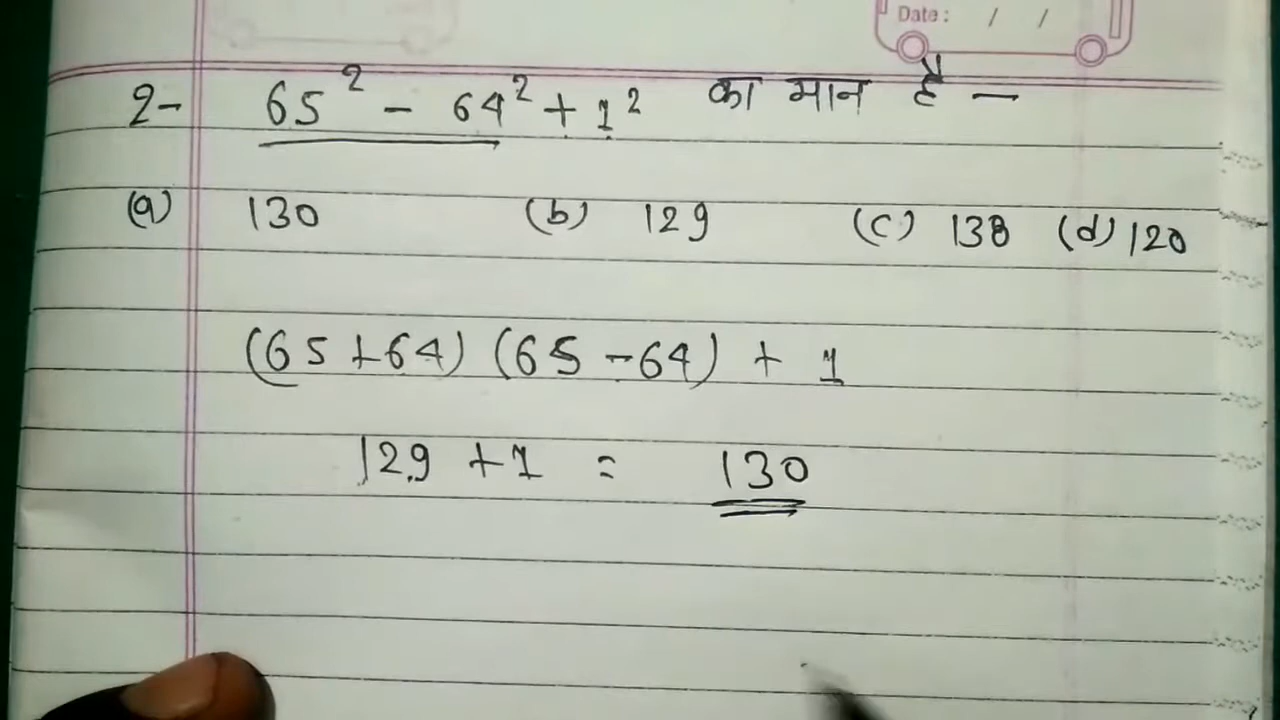 Date : / /
2- 65² - 64² + 1² का मान है -
(a) 130 (b) 129 (c) 138 (d) 120
(65+64) (65-64) + 1
129 + 1 = 130